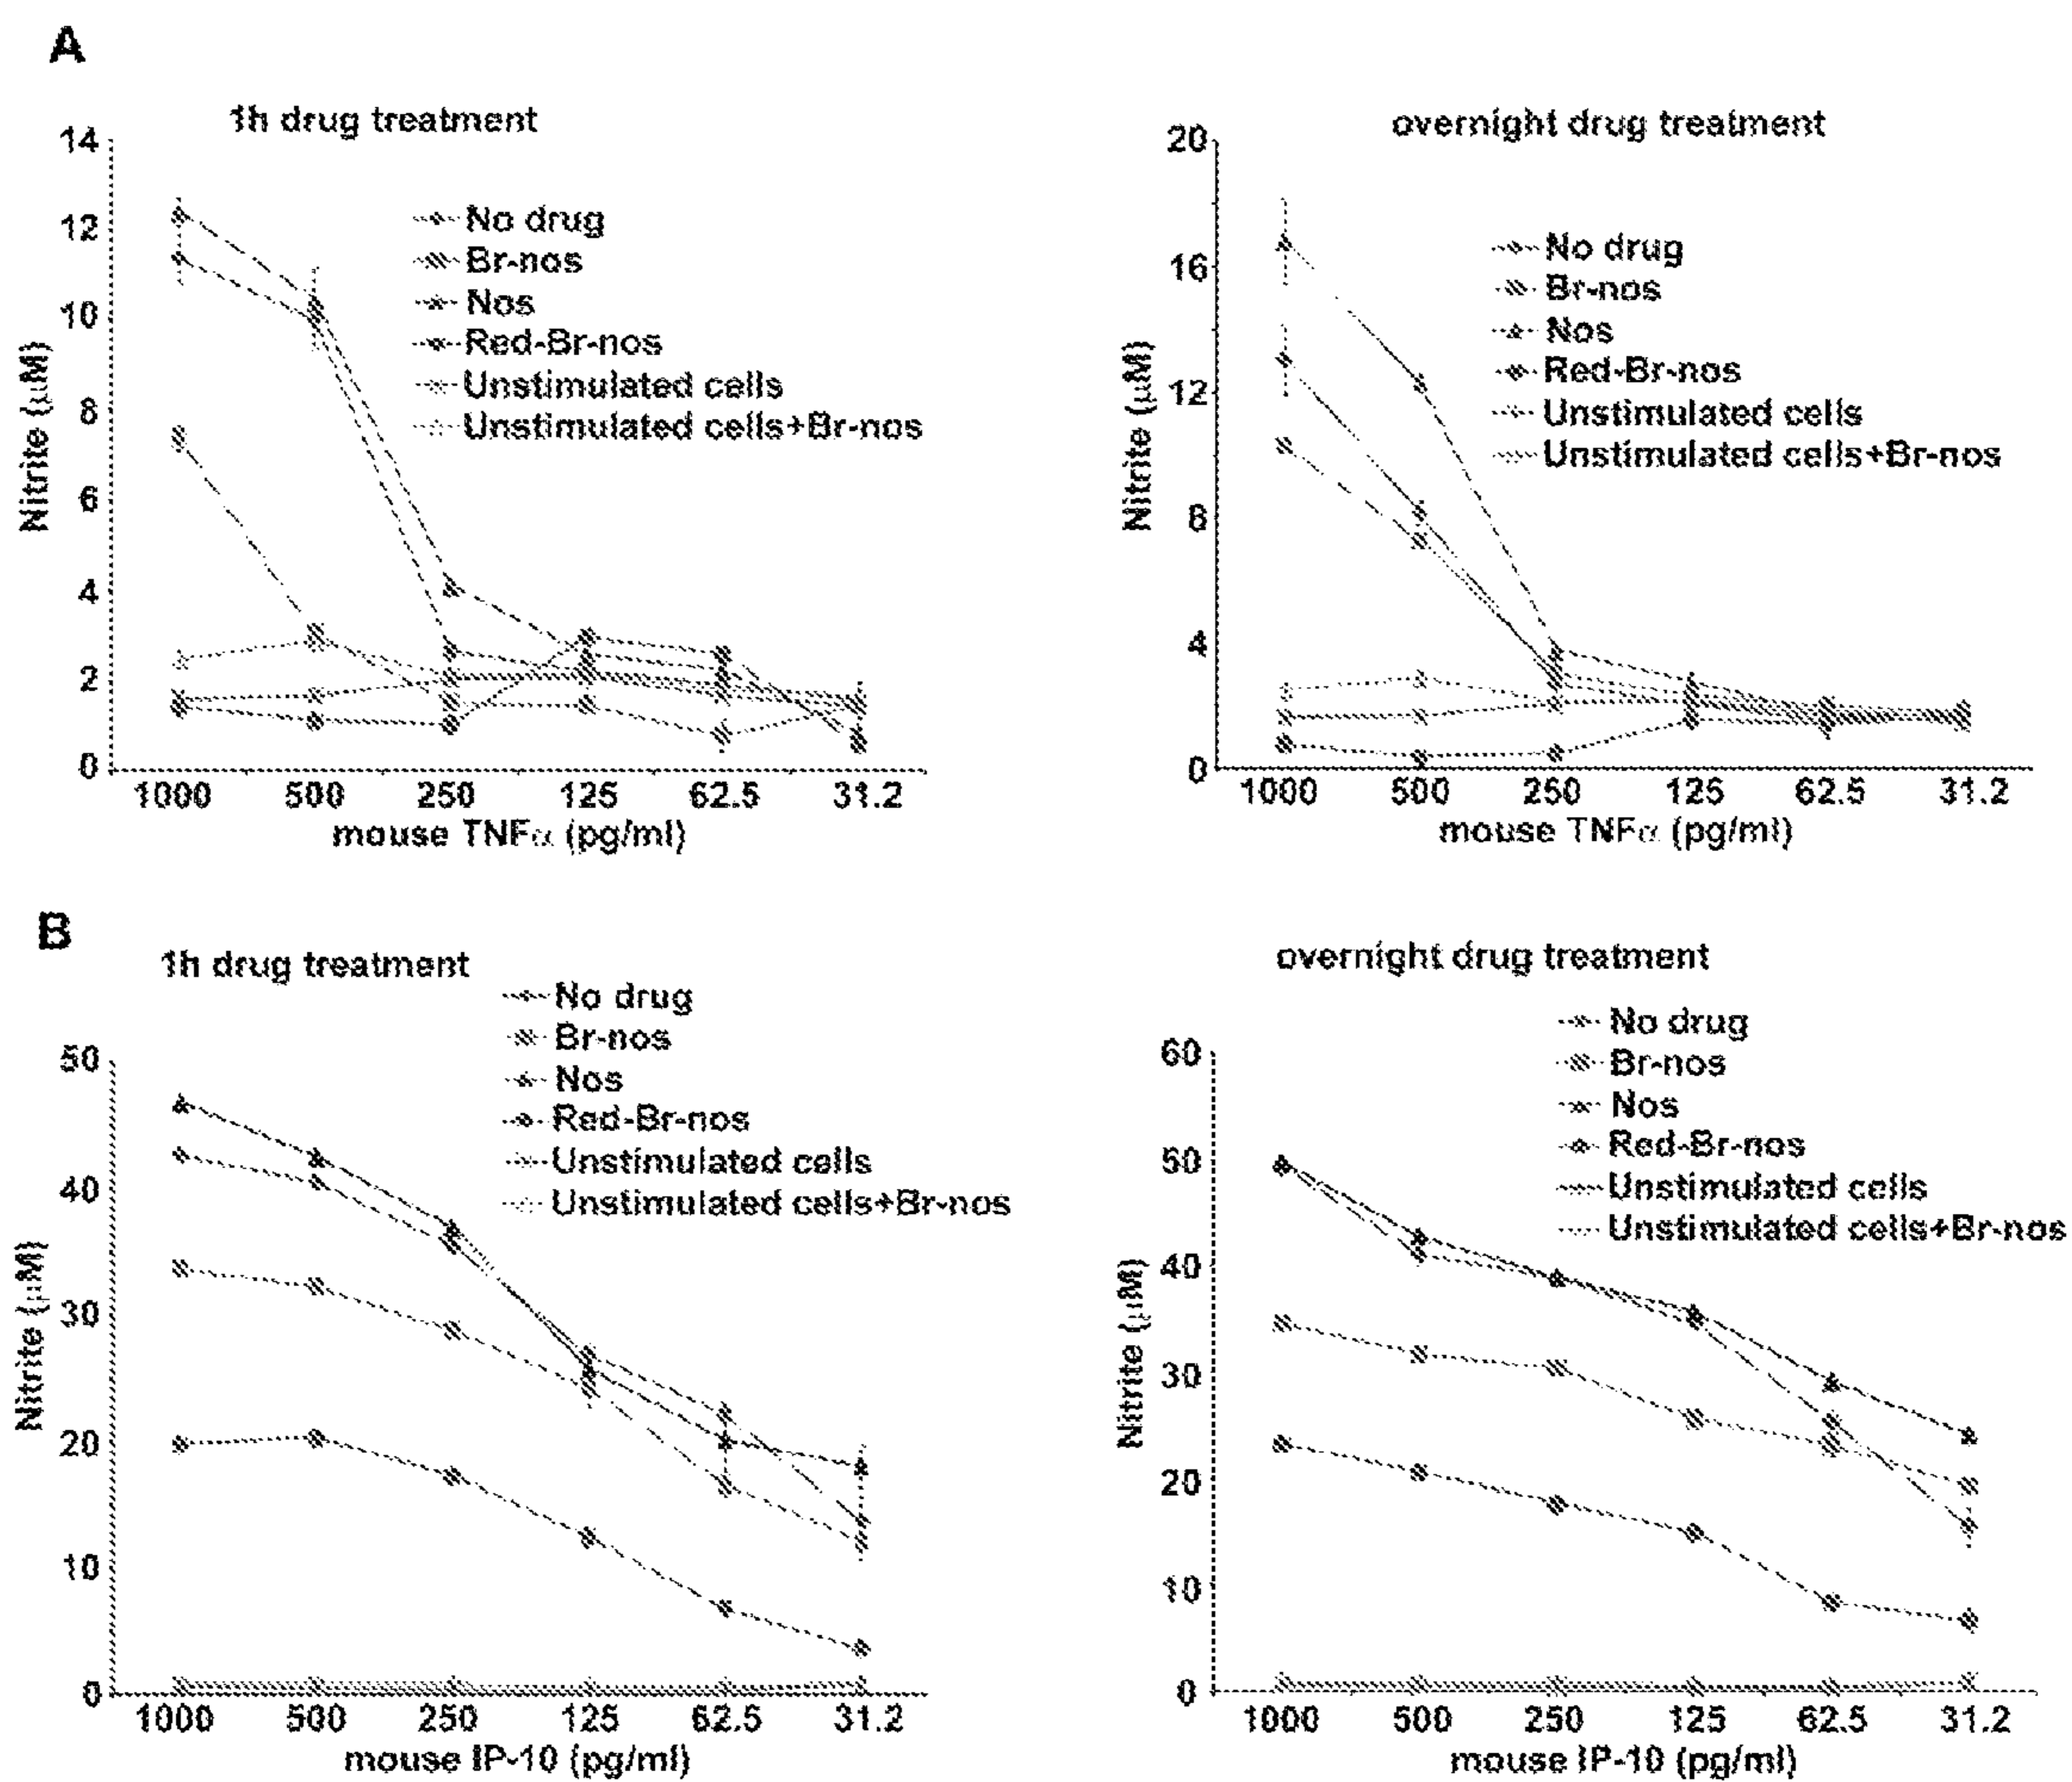 A
1h drug treatment
14
12
10
8
6
4
2
0
Nitrite (μM)
No drug
Br-nos
Nos
Red-Br-nos
Unstimulated cells
Unstimulated cells+Br-nos
1000 500 250 125 62.5 31.2
mouse TNFα (pg/ml)
overnight drug treatment
20
16
12
8
4
0
Nitrite (μM)
No drug
Br-nos
Nos
Red-Br-nos
Unstimulated cells
Unstimulated cells+Br-nos
1000 500 250 125 62.5 31.2
mouse TNFα (pg/ml)
B
1h drug treatment
50
40
30
20
10
0
Nitrite (μM)
No drug
Br-nos
Nos
Red-Br-nos
Unstimulated cells
Unstimulated cells+Br-nos
1000 500 250 125 62.5 31.2
mouse IP-10 (pg/ml)
overnight drug treatment
60
50
40
30
20
10
0
Nitrite (μM)
No drug
Br-nos
Nos
Red-Br-nos
Unstimulated cells
Unstimulated cells+Br-nos
1000 500 250 125 62.5 31.2
mouse IP-10 (pg/ml)